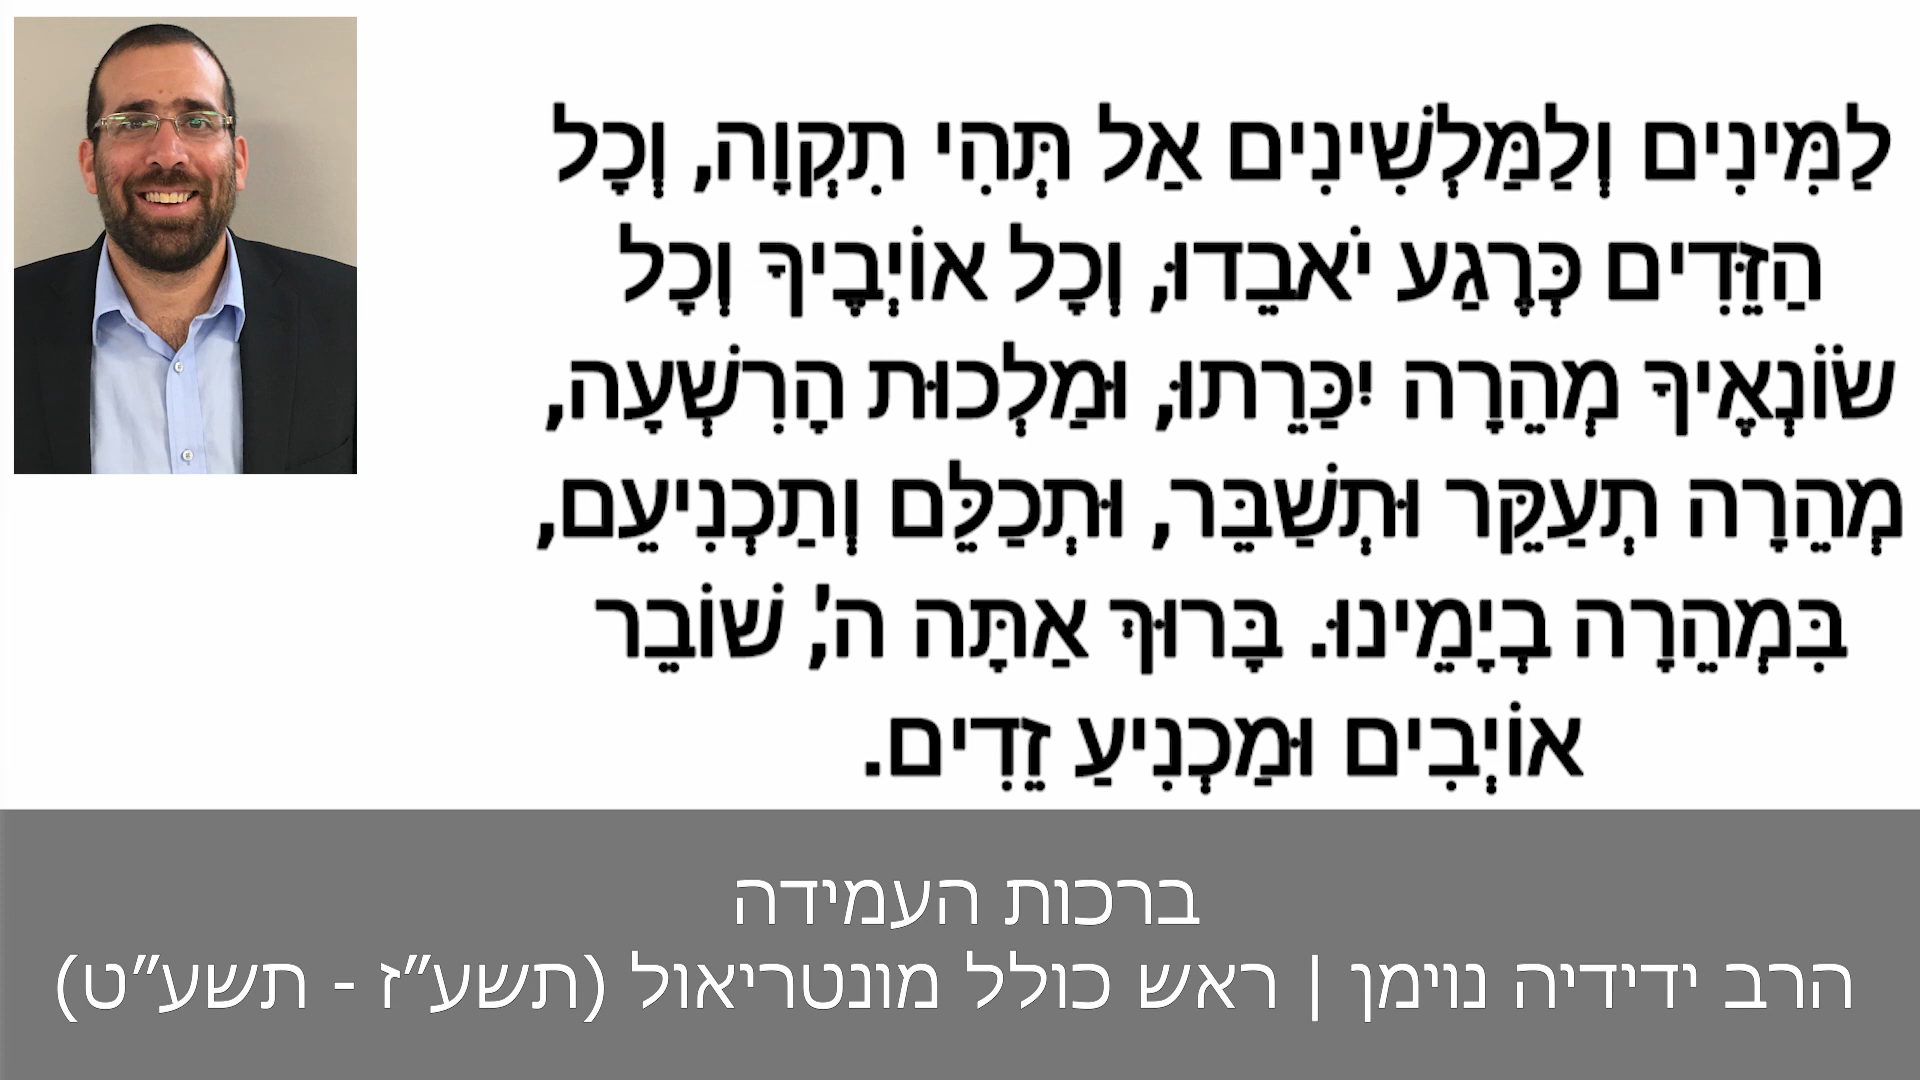 לַמִּינִים וְלַמַּלְשִׁינִים אַל תְּהִי תִקְוָה, וְכָל
הַזֵּדִים כְּרֶגַע יֹאבֵדוּ, וְכָל אוֹיְבֶיךָ וְכָל
שׂוֹנְאֶיךָ מְהֵרָה יִכָּרֵתוּ, וּמַלְכוּת הָרִשְׁעָה,
מְהֵרָה תְעַקֵּר וּתְשַׁבֵּר, וּתְכַלֵּם וְתַכְנִיעֵם,
בִּמְהֵרָה בְיָמֵינוּ. בָּרוּךְ אַתָּה ה', שׁוֹבֵר
אוֹיְבִים וּמַכְנִיעַ זֵדִים.
ברכות העמידה
הרב ידידיה נוימן | ראש כולל מונטריאול (תשע״ז - תשע״ט)